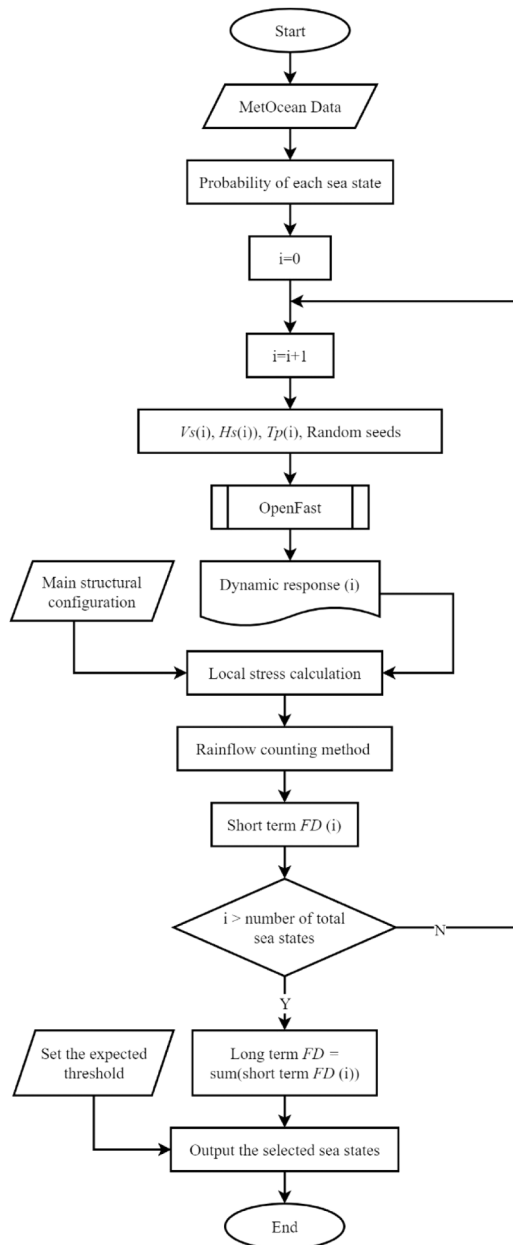 Start
MetOcean Data
Probability of each sea state
i=0
i=i+1
Vs(i), Hs(i)), Tp(i), Random seeds
OpenFast
Main structural
configuration
Dynamic response (i)
Local stress calculation
Rainflow counting method
Short term FD (i)
i > number of total
sea states
N
Y
Set the expected
threshold
Long term FD =
sum(short term FD (i))
Output the selected sea states
End